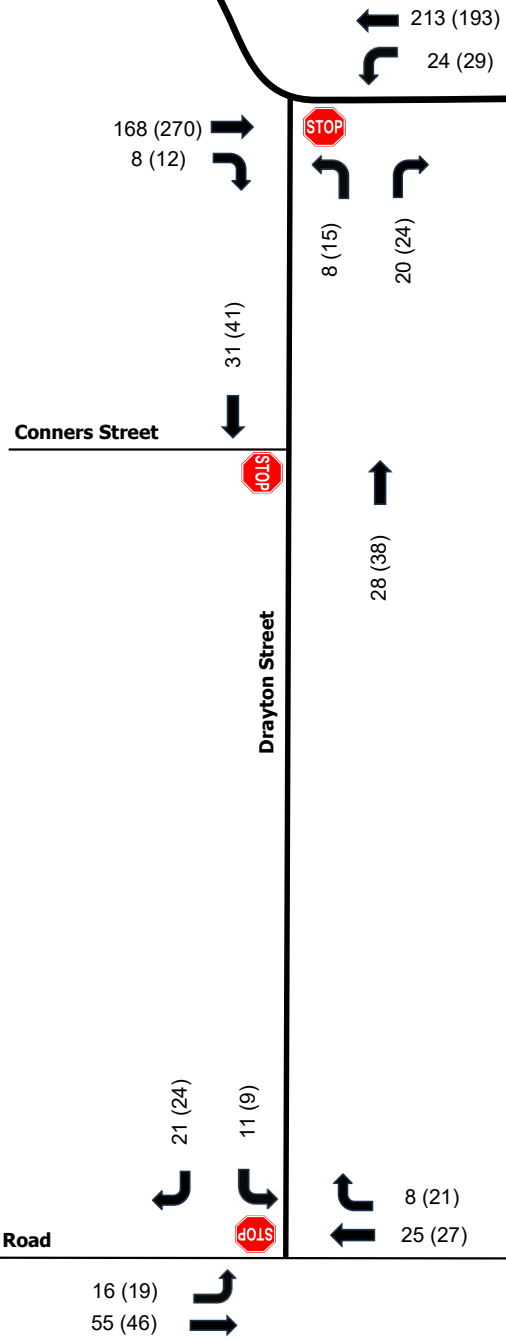 213 (193)
24 (29)
168 (270)
8 (12)
STOP
8 (15)
20 (24)
31 (41)
Conners Street
STOP
28 (38)
Drayton Street
21 (24)
11 (9)
8 (21)
Road
STOP
25 (27)
16 (19)
55 (46)